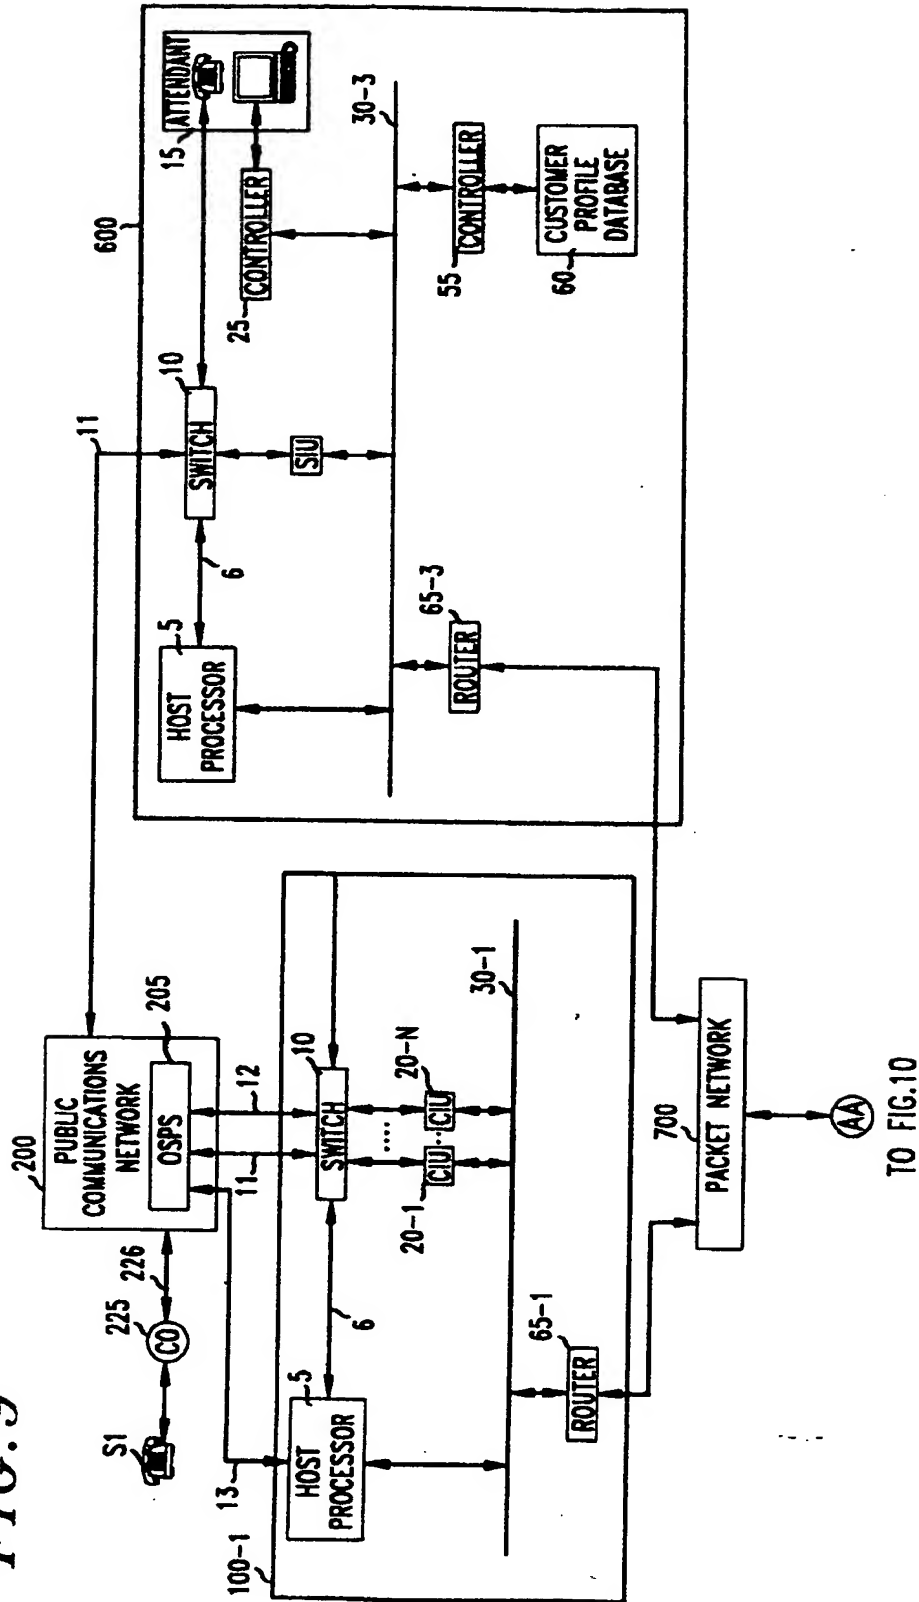 FIG. 9
S1
225
CO
226
200
PUBLIC
COMMUNICATIONS
NETWORK
205
OSPS
11
13
11
12
100-1
5
HOST
PROCESSOR
6
10
SWITCH
.....
20-1
CIU
..
CIU
20-N
30-1
65-1
ROUTER
600
5
HOST
PROCESSOR
6
10
SWITCH
SIU
15
ATTENDANT
25
CONTROLLER
30-3
65-3
ROUTER
55
CONTROLLER
60
CUSTOMER
PROFILE
DATABASE
700
PACKET NETWORK
AA
TO FIG.10